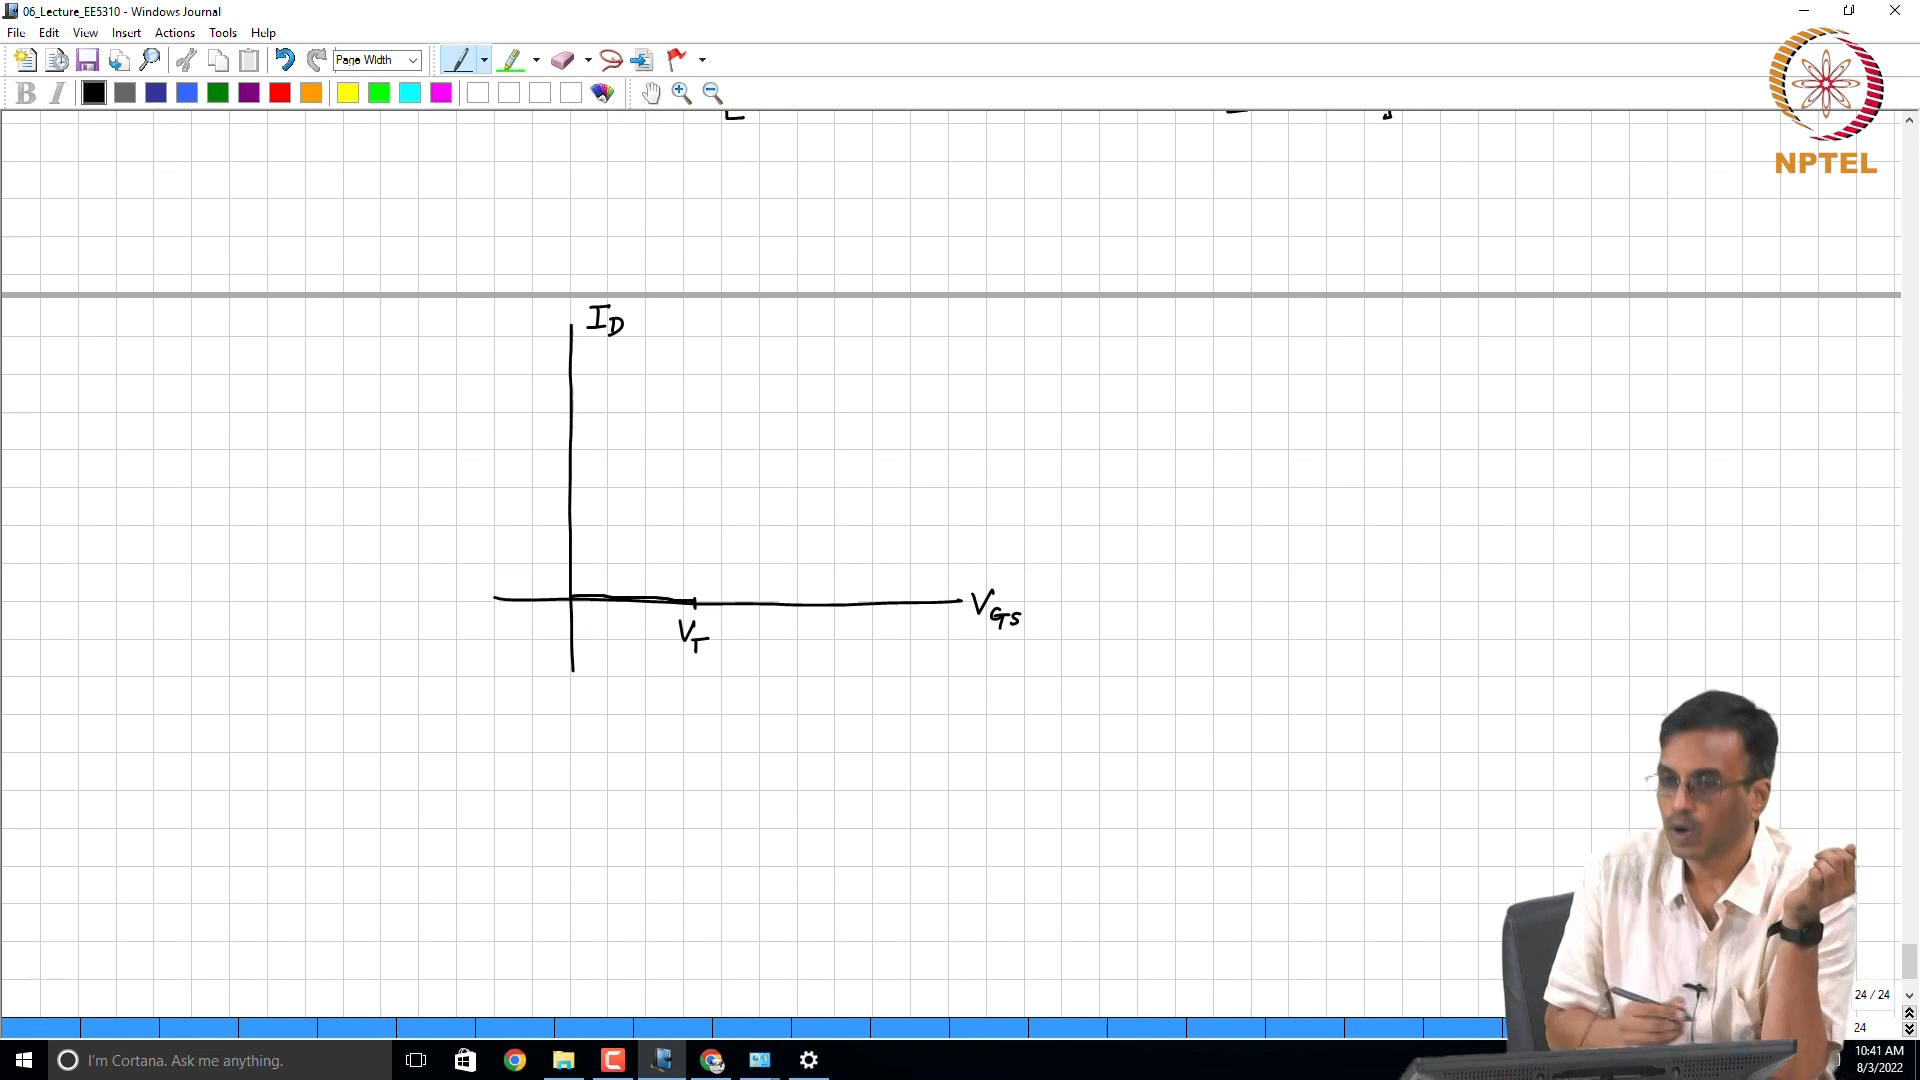 06_Lecture_EE5310 - Windows Journal
File Edit View Insert Actions Tools Help
Page Width
B I
NPTEL
I_D
V_GS
V_T
24 / 24
24
I'm Cortana. Ask me anything.
10:41 AM
8/3/2022